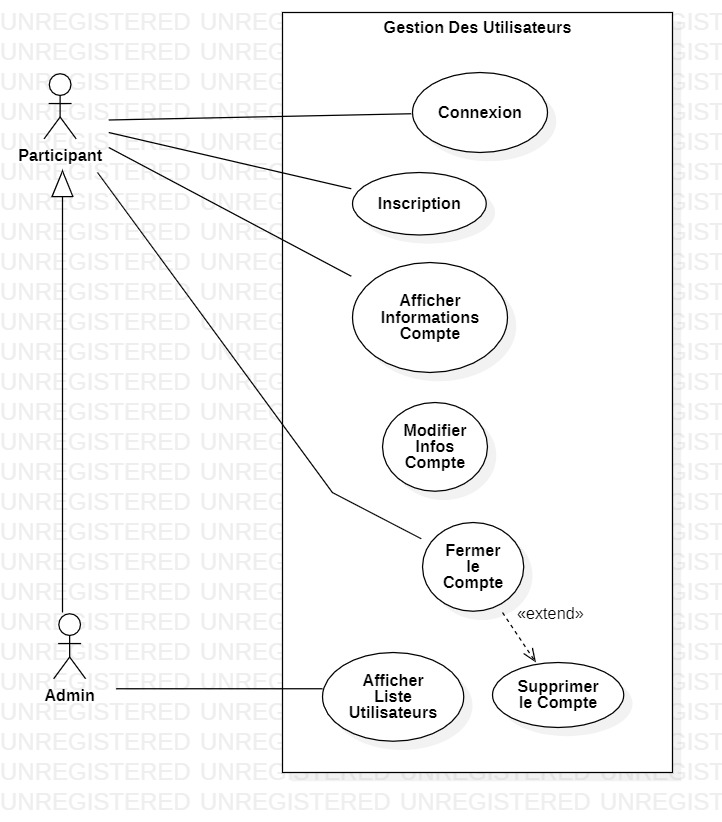 Gestion Des Utilisateurs
Connexion
Participant
Inscription
Afficher
Informations
Compte
Modifier
Infos
Compte
Fermer
le
Compte
«extend»
Admin
Afficher
Liste
Utilisateurs
Supprimer
le Compte
UNREGISTERED UNREGISTERED UNREGISTERED UNREGISTERED